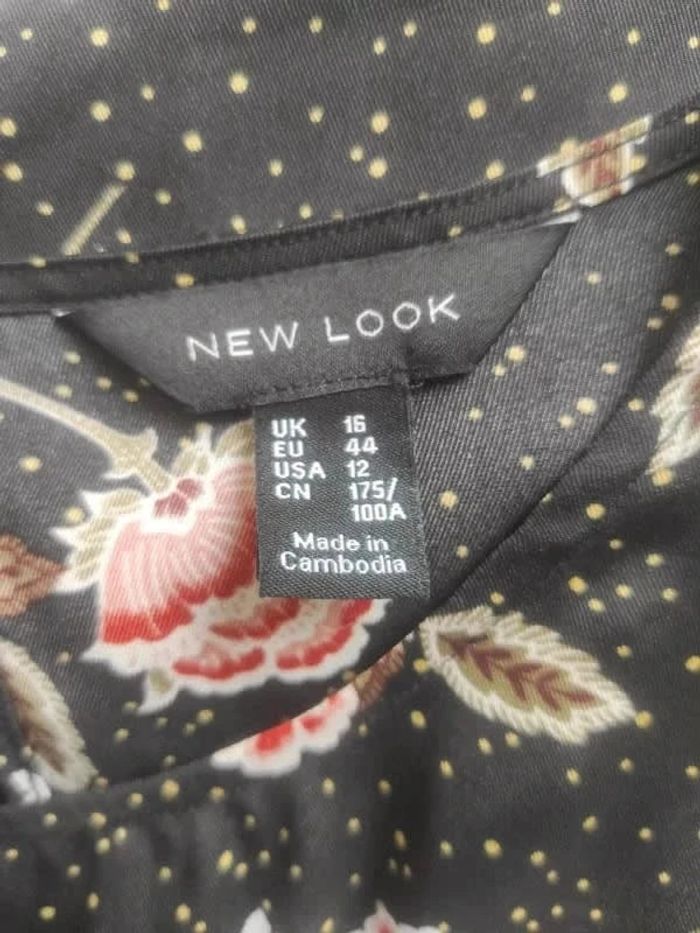 NEW LOOK
UK 16
EU 44
USA 12
CN 175/
100A
Made in
Cambodia